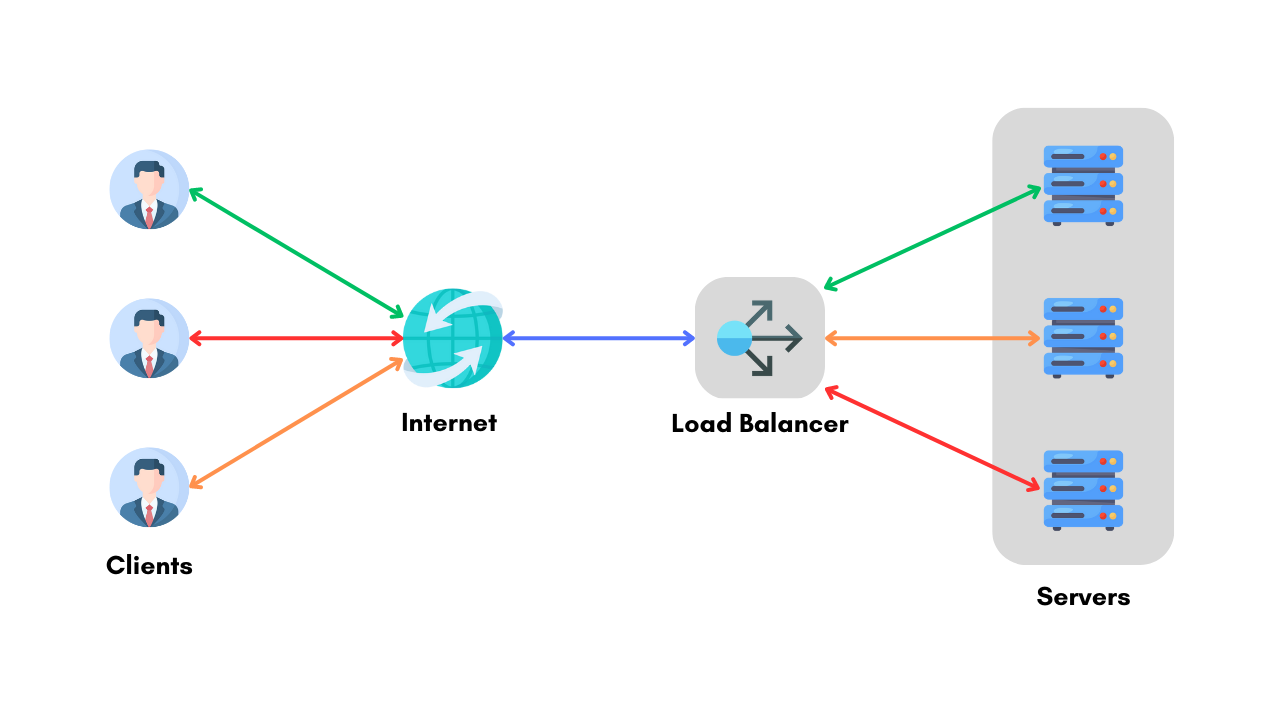 Internet
Load Balancer
Clients
Servers